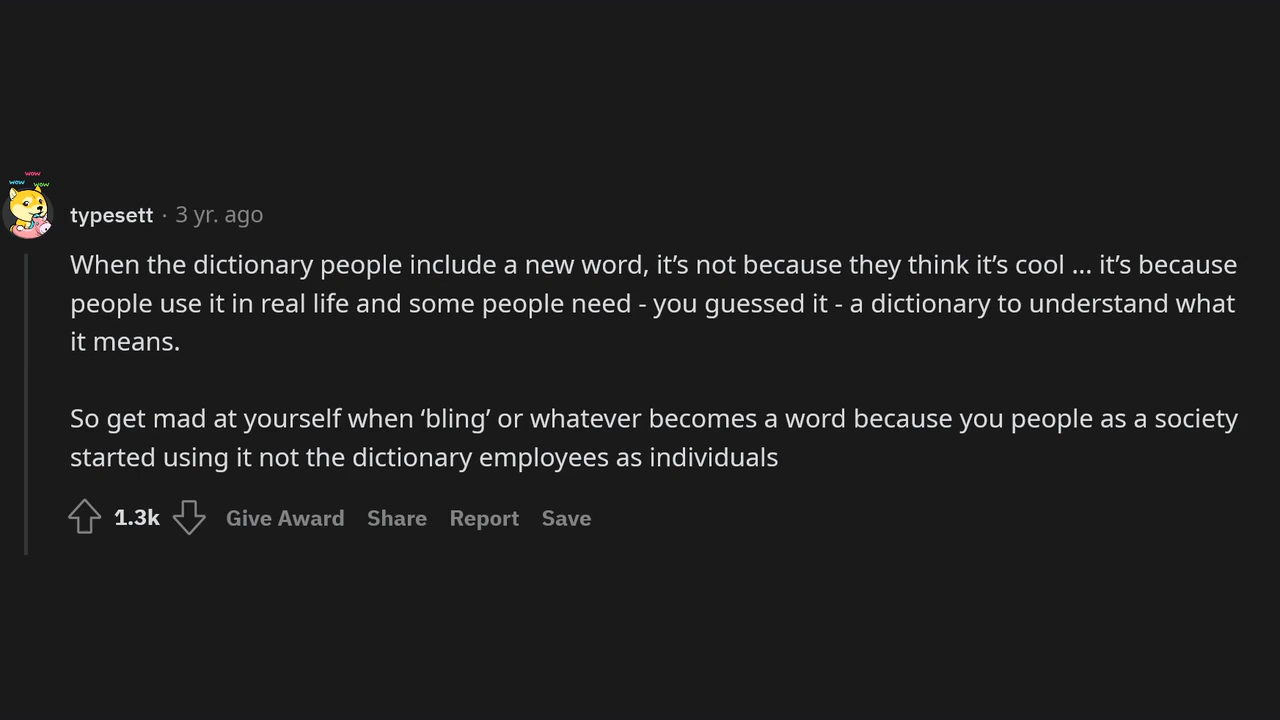 wow
wow
wow
typesett · 3 yr. ago
When the dictionary people include a new word, it’s not because they think it’s cool ... it’s because
people use it in real life and some people need - you guessed it - a dictionary to understand what
it means.
So get mad at yourself when ‘bling’ or whatever becomes a word because you people as a society
started using it not the dictionary employees as individuals
1.3k Give Award Share Report Save